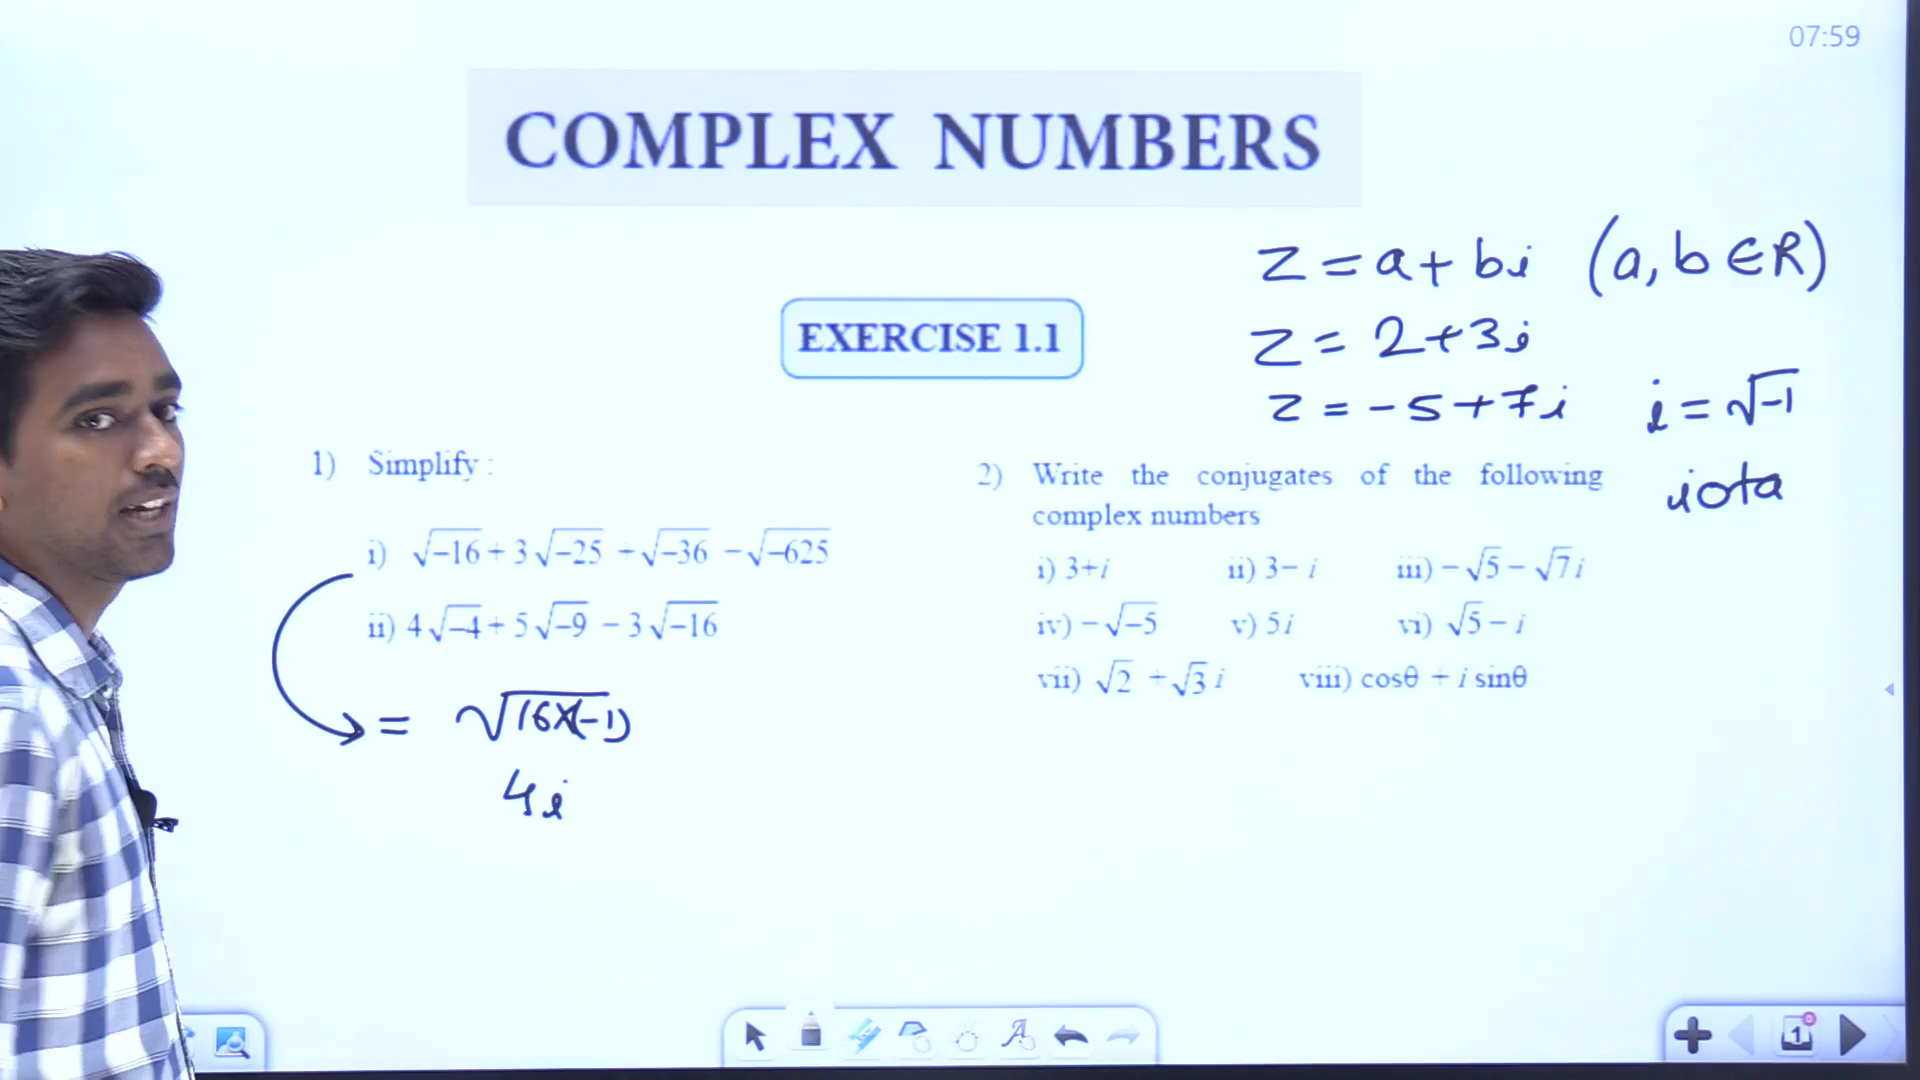 07:59
COMPLEX NUMBERS
z = a + bi (a, b ∈ R)
EXERCISE 1.1
z = 2+3i
z = -5+7i i = √-1
iota
1) Simplify :
i) √-16 + 3√-25 + √-36 - √-625
ii) 4√-4 + 5√-9 - 3√-16
= √16×(-1)
4i
2) Write the conjugates of the following
complex numbers
i) 3+i ii) 3- i iii) -√5 - √7 i
iv) -√-5 v) 5i vi) √5 - i
vii) √2 + √3 i viii) cosθ + i sinθ
1